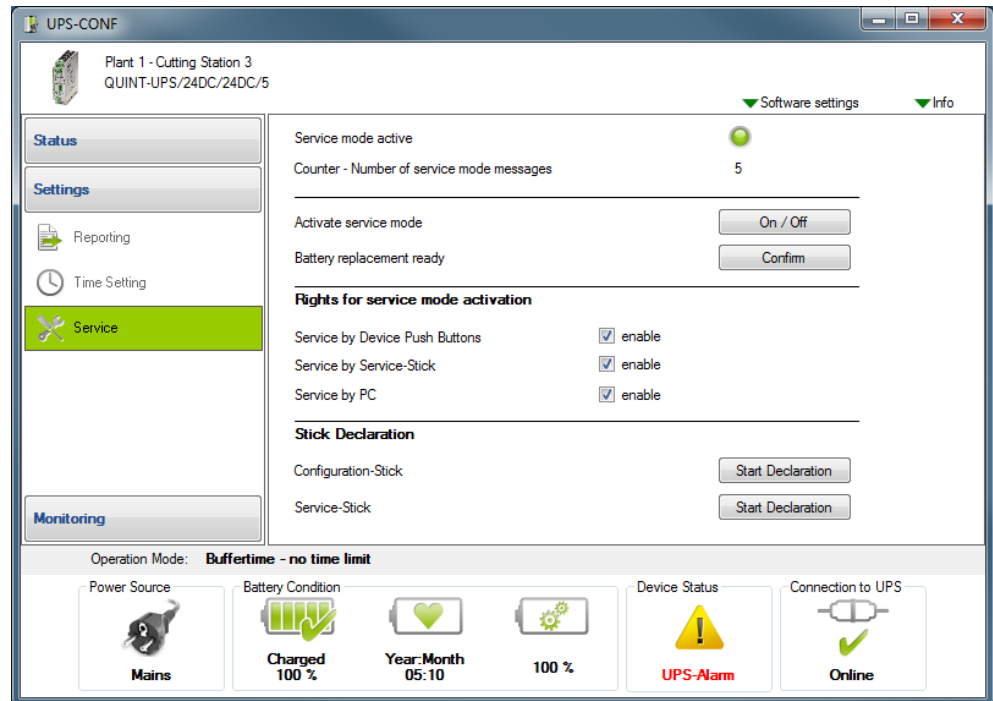 UPS-CONF
Plant 1 - Cutting Station 3
QUINT-UPS/24DC/24DC/5
Software settings Info
Status
Settings
Reporting
Time Setting
Service
Monitoring
Service mode active
Counter - Number of service mode messages 5
Activate service mode On / Off
Battery replacement ready Confirm
Rights for service mode activation
Service by Device Push Buttons enable
Service by Service-Stick enable
Service by PC enable
Stick Declaration
Configuration-Stick Start Declaration
Service-Stick Start Declaration
Operation Mode: Buffertime - no time limit
Power Source Battery Condition Device Status Connection to UPS
Charged Year:Month
Mains 100 % 05:10 100 % UPS-Alarm Online